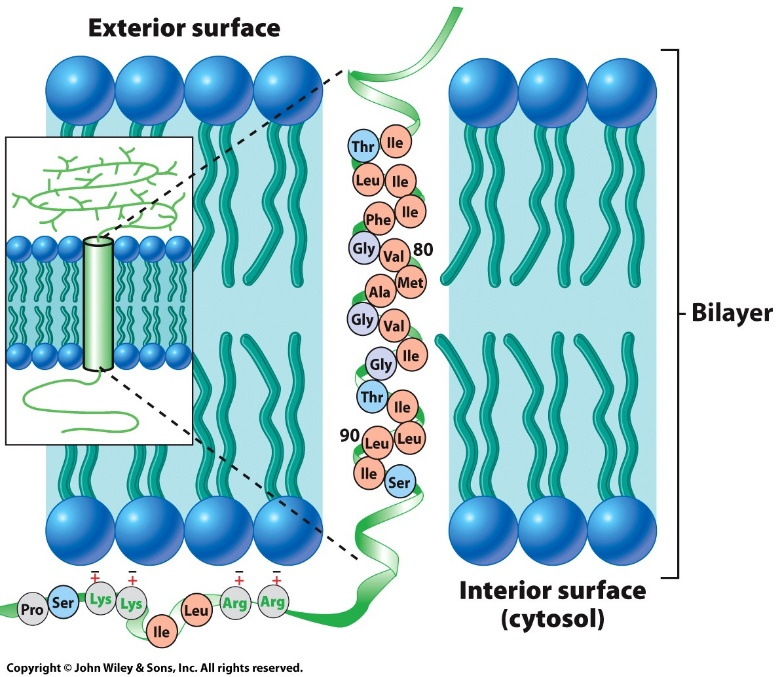 Exterior surface
Thr Ile
Leu Ile
Phe Ile
Gly Val 80
Ala Met
Gly Val
Gly Ile
Thr Ile
90 Leu Leu
Ile Ser
Bilayer
Interior surface
(cytosol)
− − − −
+ + + +
Pro Ser Lys Lys Ile Leu Arg Arg
Copyright © John Wiley & Sons, Inc. All rights reserved.